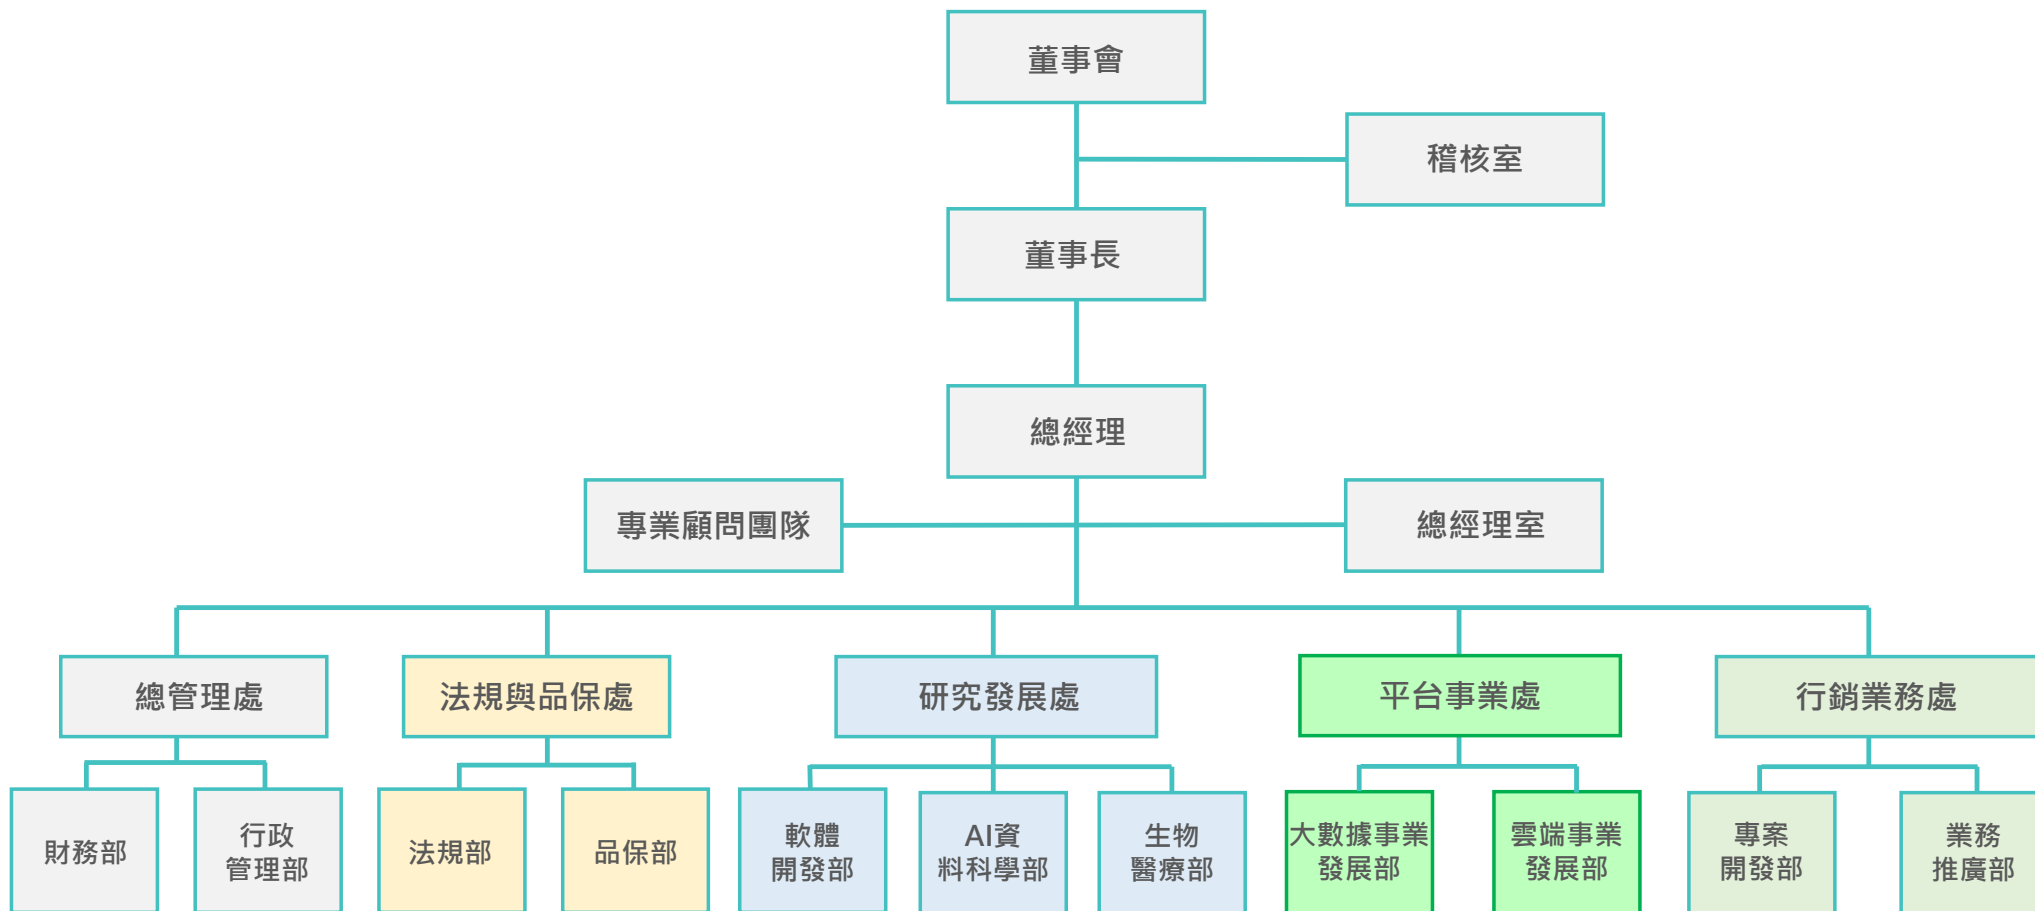 董事會
稽核室
董事長
總經理
專業顧問團隊
總經理室
總管理處
法規與品保處
研究發展處
平台事業處
行銷業務處
財務部
行政
管理部
法規部
品保部
軟體
開發部
AI資
料科學部
生物
醫療部
大數據事業
發展部
雲端事業
發展部
專案
開發部
業務
推廣部